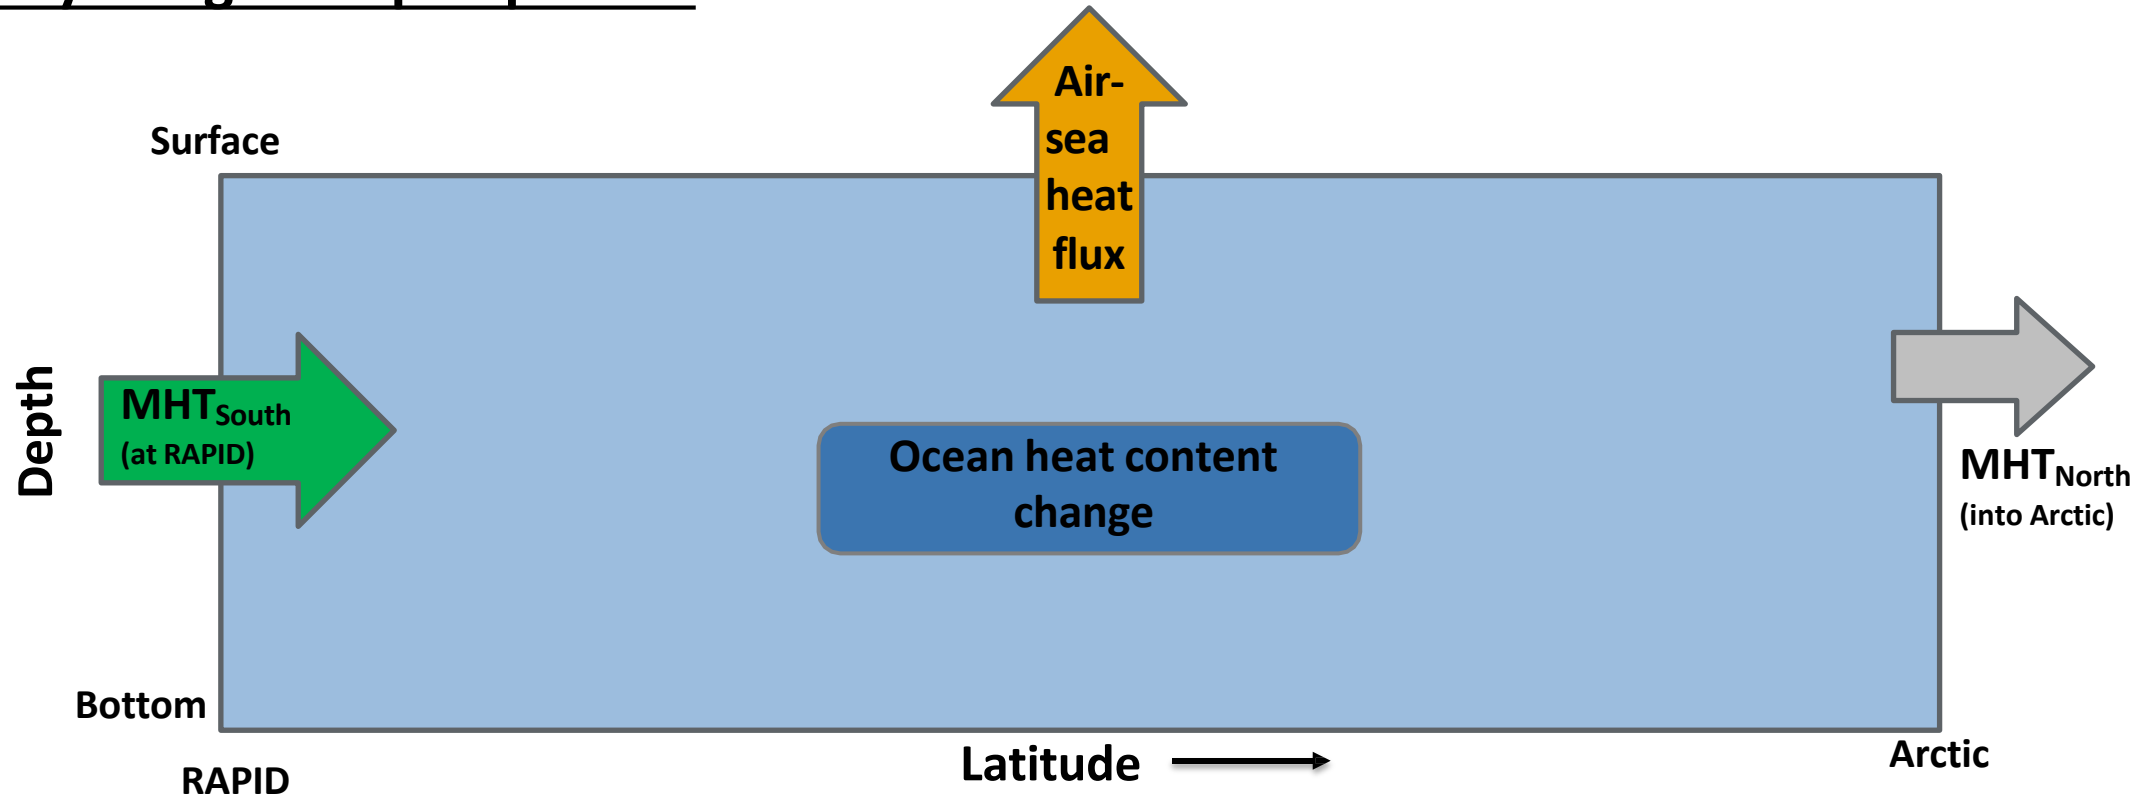 Air-
sea
heat
flux
Surface
Depth
MHTSouth
(at RAPID)
Ocean heat content
change
MHTNorth
(into Arctic)
Bottom
RAPID
Latitude
Arctic